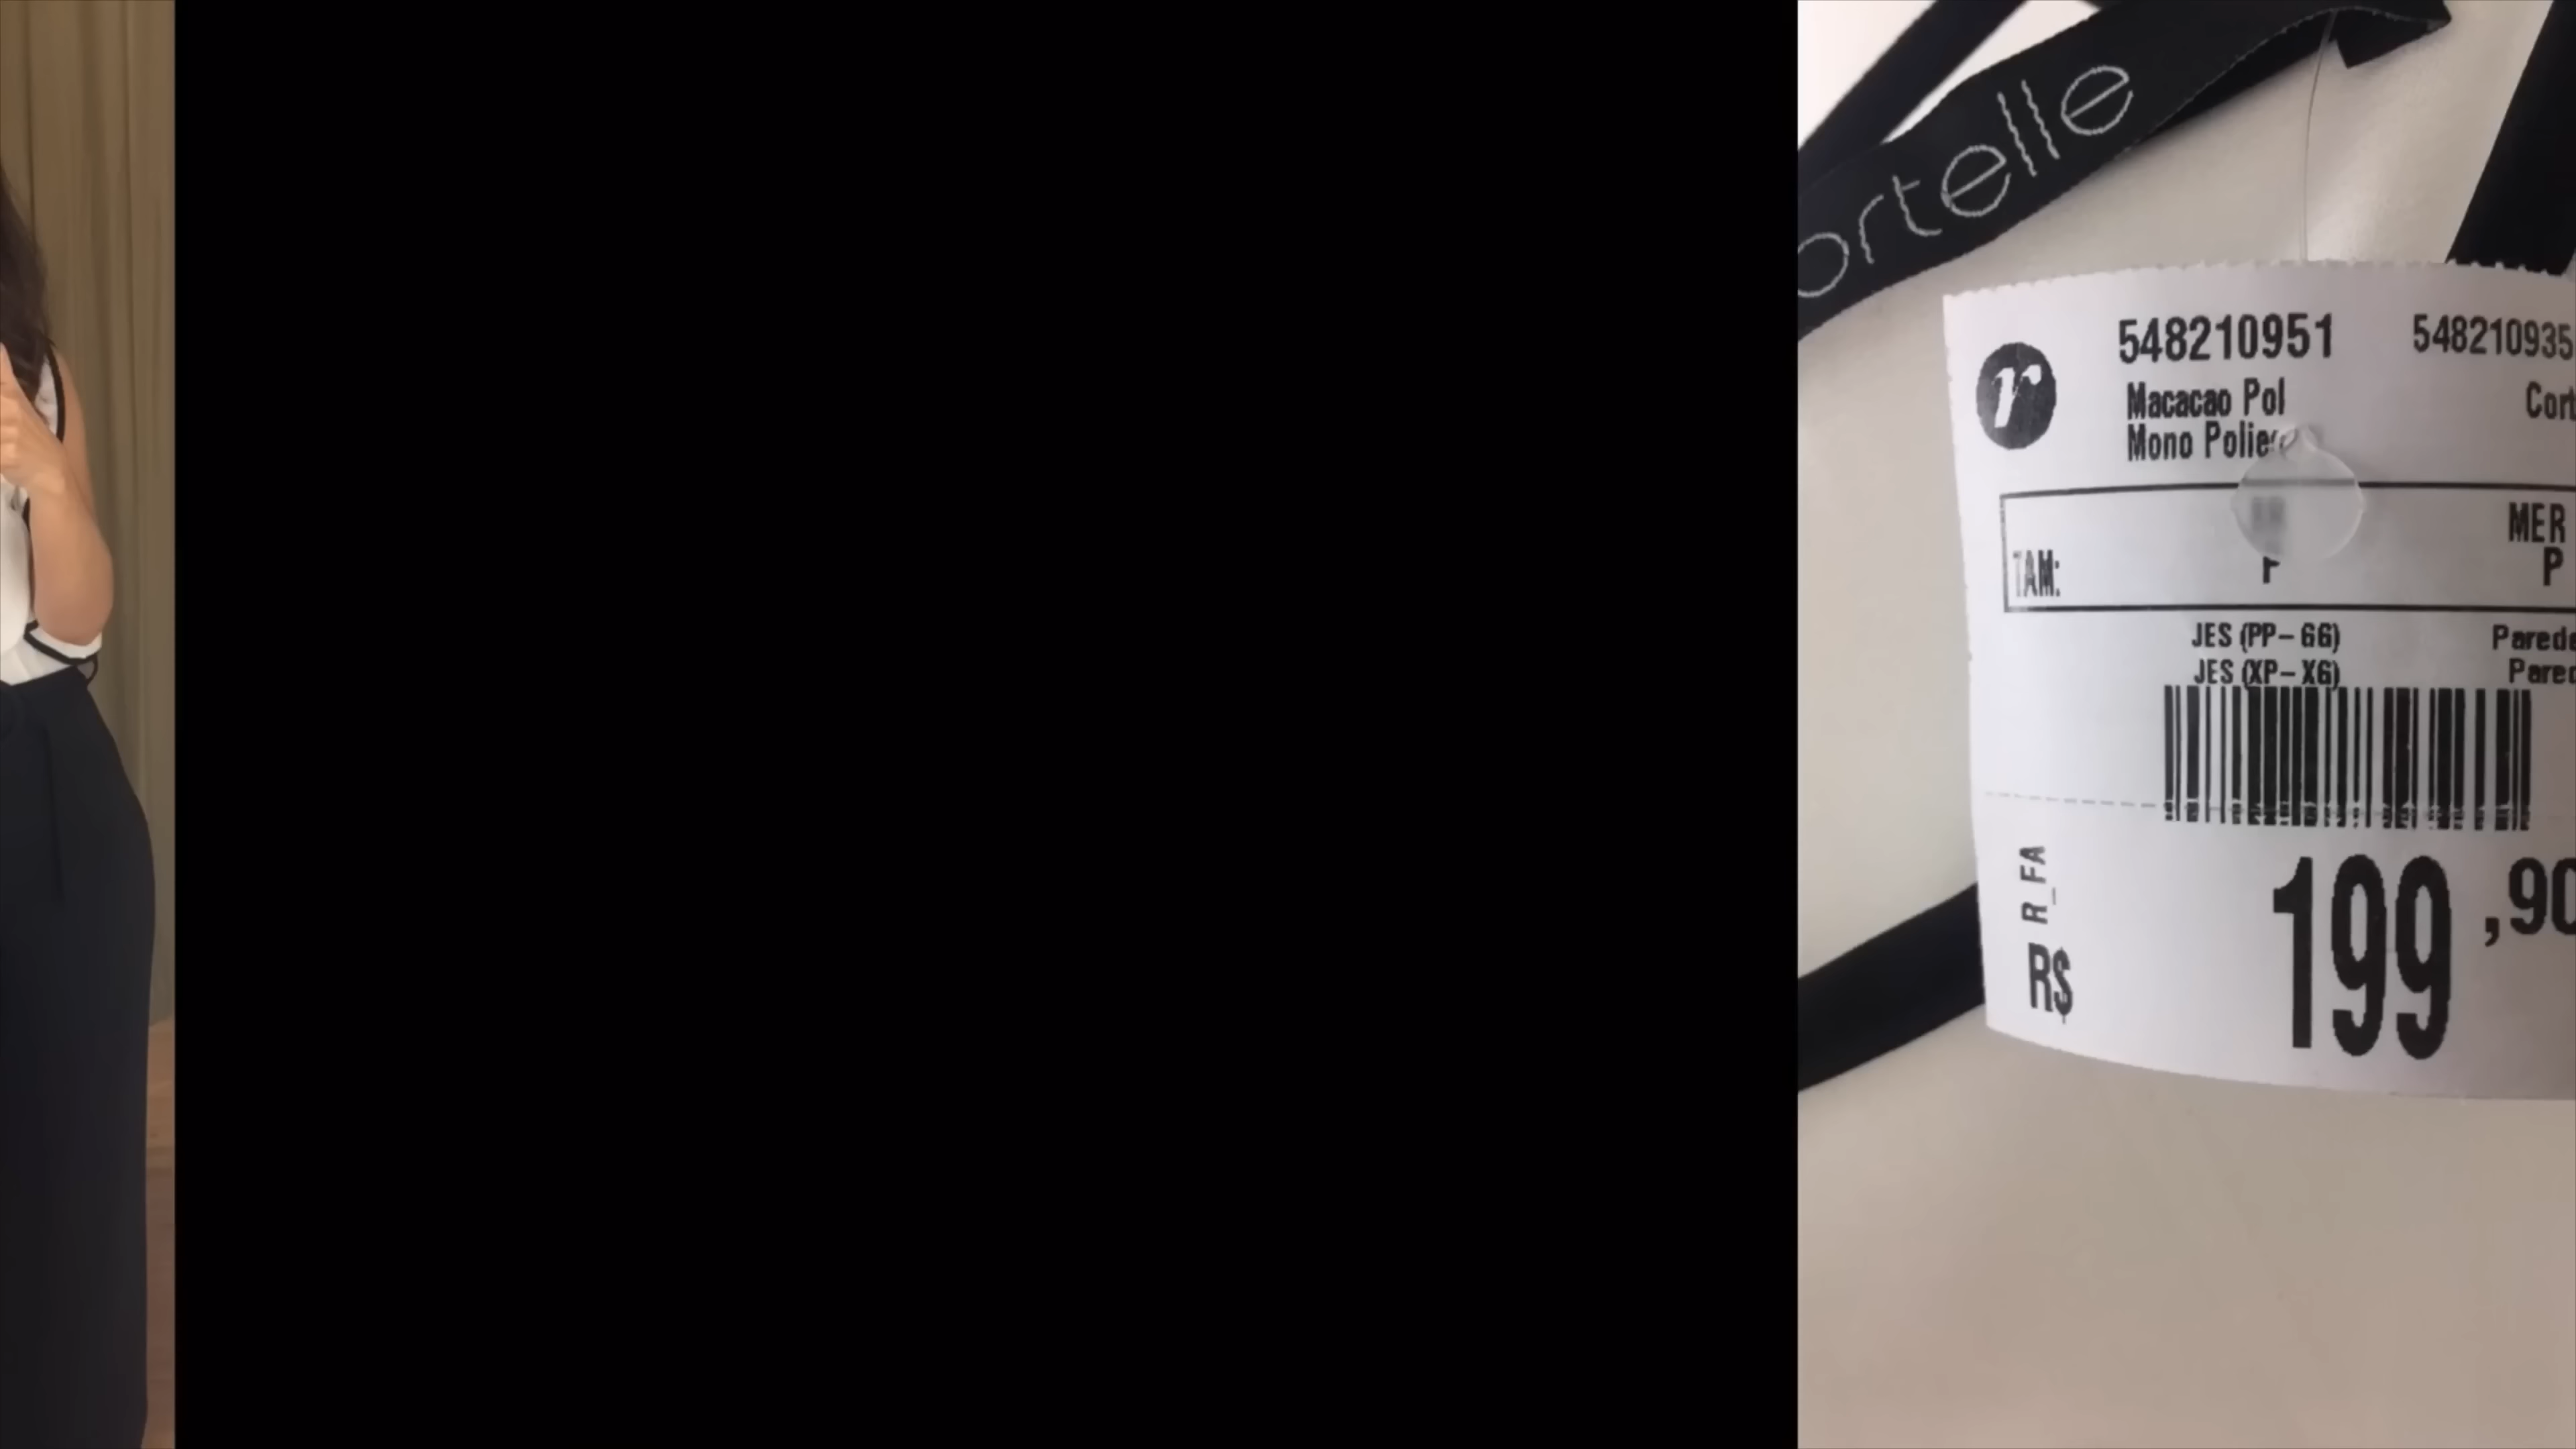 ortelle
548210951 548210935
r
Macacao Pol Cort
Mono Polie
MER
TAM: P
JES (PP-GG) Parede
JES (XP-XG) Pared
R_FA
R$ 199,90